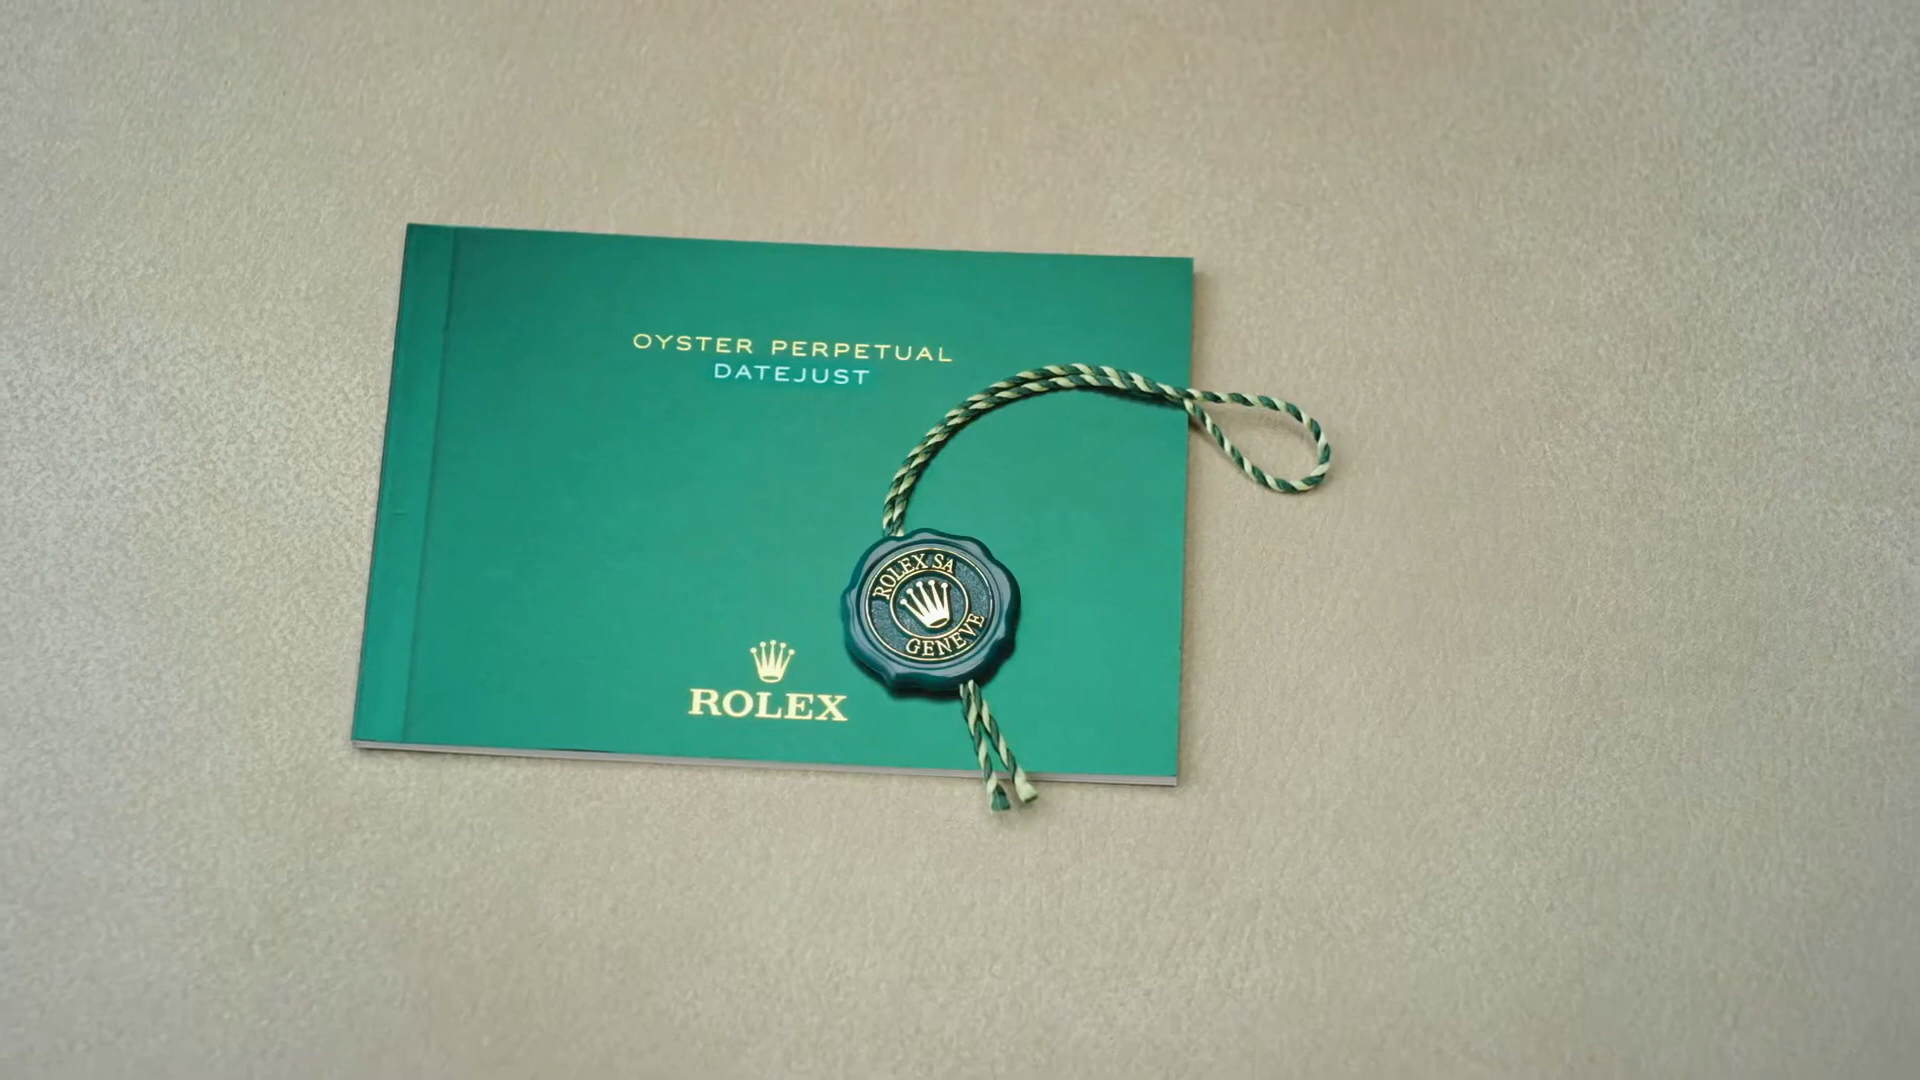 OYSTER PERPETUAL
DATEJUST
ROLEX SA
GENEVE
ROLEX